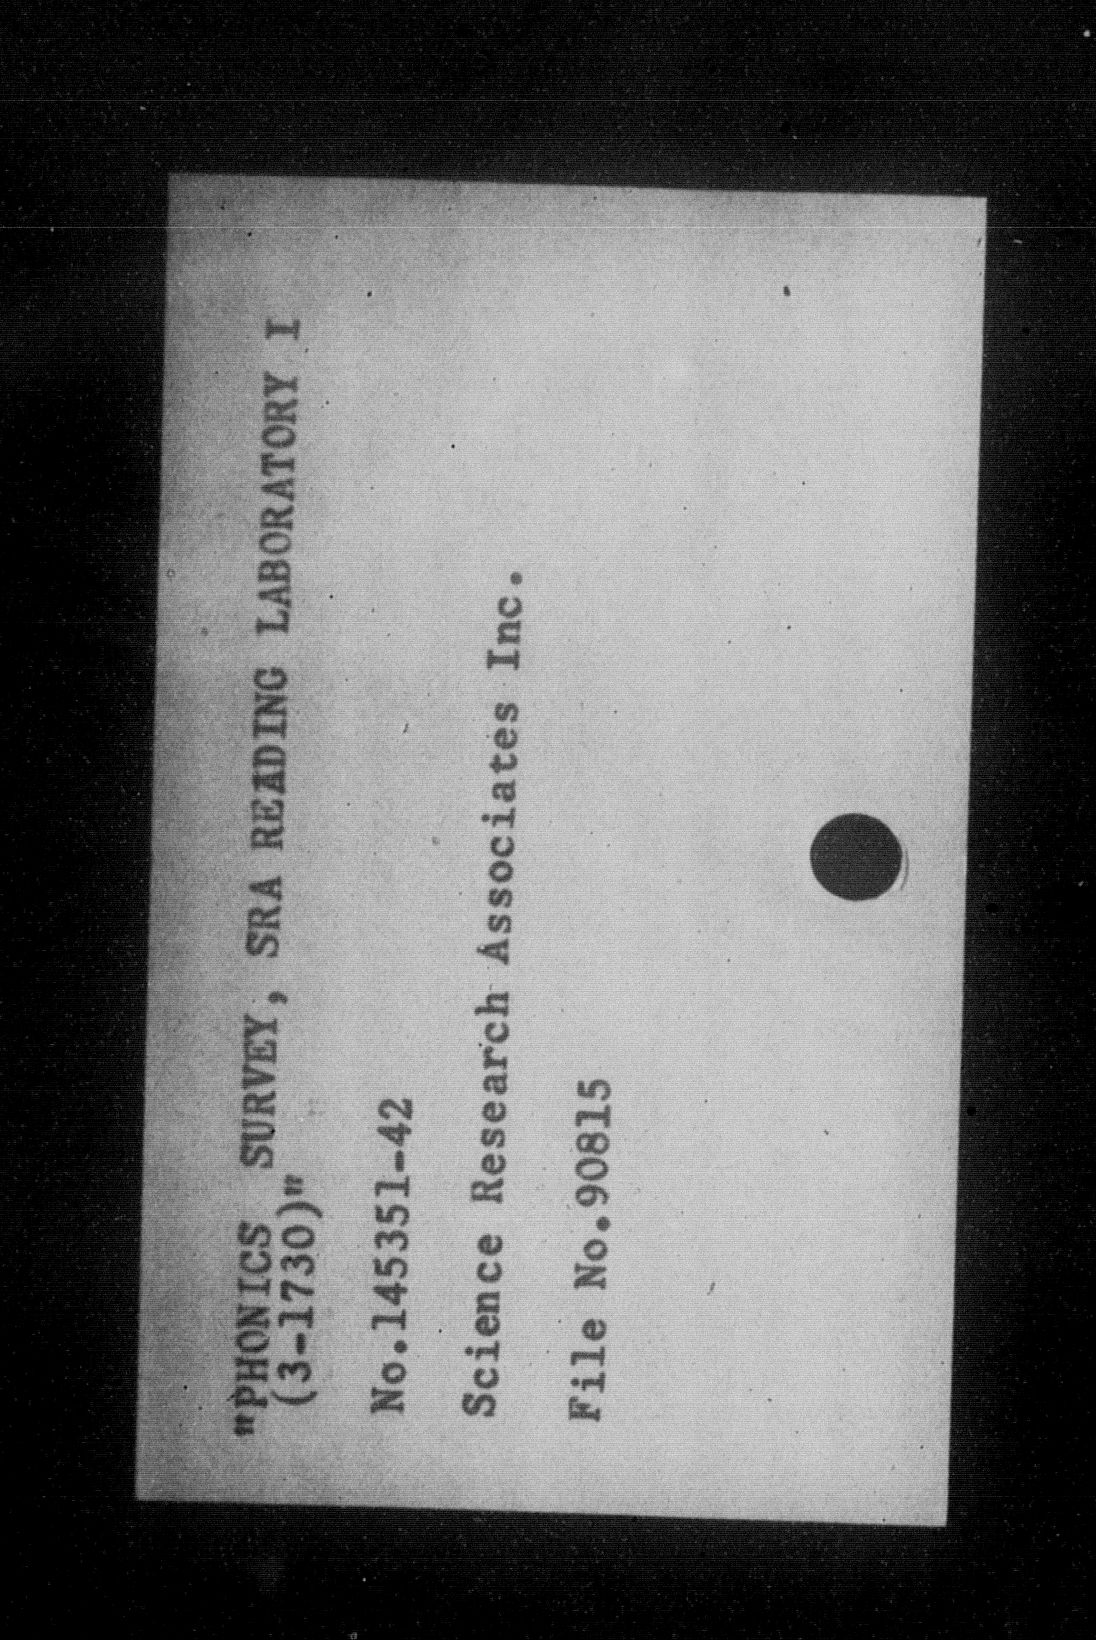 "PHONICS SURVEY, SRA READING LABORATORY I
(3-1730)"
No.145351-42
Science Research Associates Inc.
File No.90815